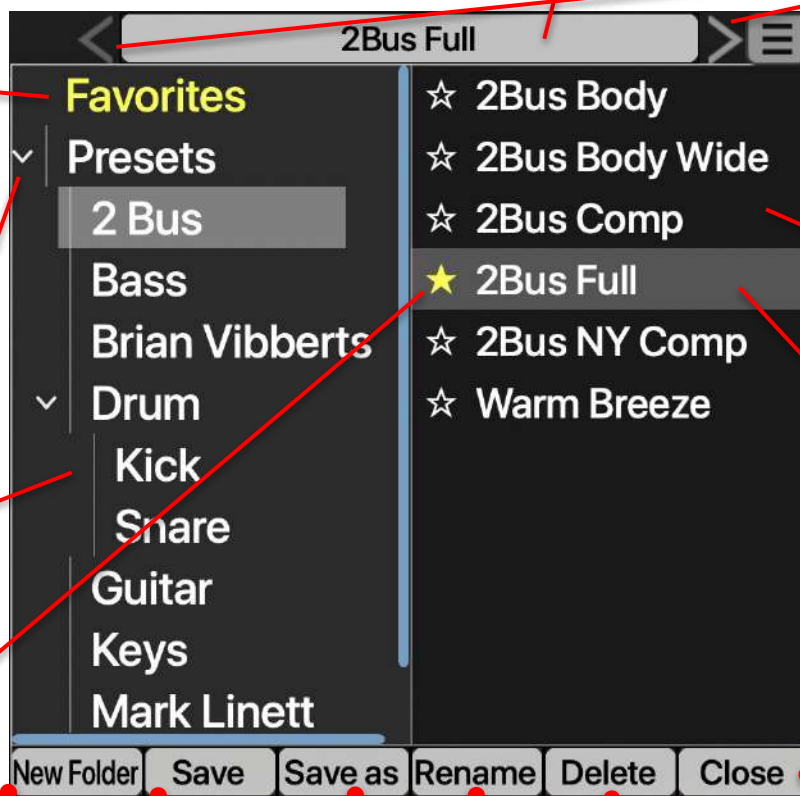 2Bus Full
Favorites
Presets
2 Bus
Bass
Brian Vibberts
Drum
Kick
Snare
Guitar
Keys
Mark Linett
2Bus Body
2Bus Body Wide
2Bus Comp
2Bus Full
2Bus NY Comp
Warm Breeze
New Folder Save Save as Rename Delete Close